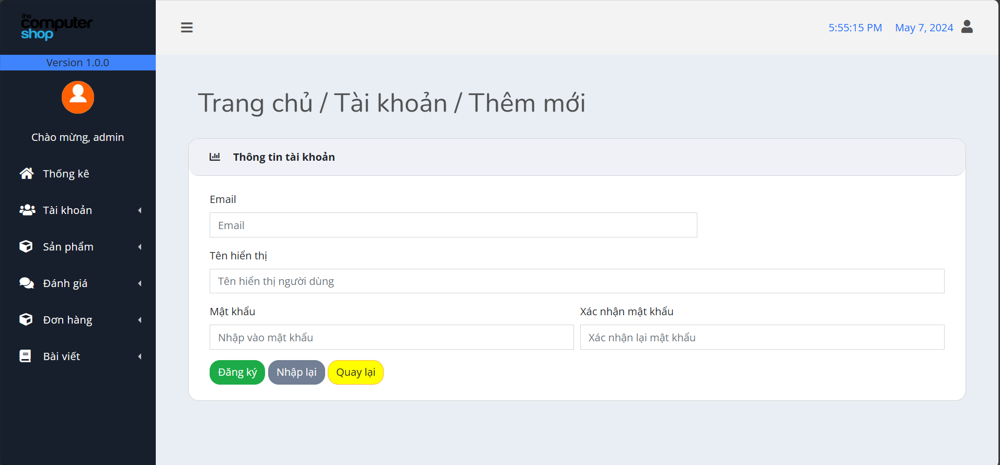 the
computer
shop
Version 1.0.0
Chào mừng, admin
Thống kê
Tài khoản
Sản phẩm
Đánh giá
Đơn hàng
Bài viết
5:55:15 PM May 7, 2024
Trang chủ / Tài khoản / Thêm mới
Thông tin tài khoản
Email
Email
Tên hiển thị
Tên hiển thị người dùng
Mật khẩu
Nhập vào mật khẩu
Xác nhận mật khẩu
Xác nhận lại mật khẩu
Đăng ký
Nhập lại
Quay lại